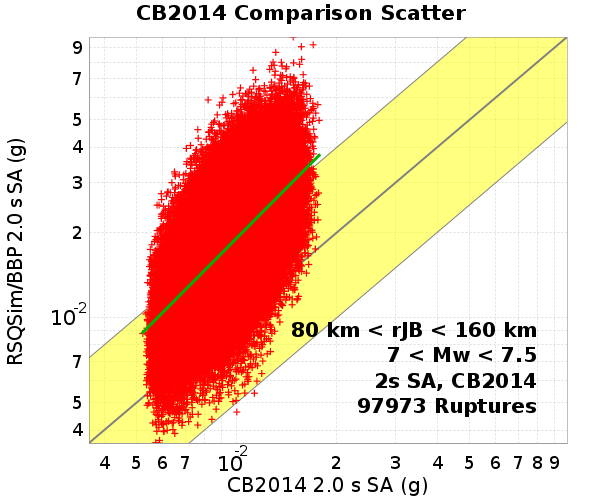 CB2014 Comparison Scatter
RSQSim/BBP 2.0 s SA (g)
9
7
5
4
3
2
10⁻²
7
5
4
80 km < rJB < 160 km
7 < Mw < 7.5
2s SA, CB2014
97973 Ruptures
4 5 6 7 10⁻² 2 3 4 5 6 7 8 9
CB2014 2.0 s SA (g)